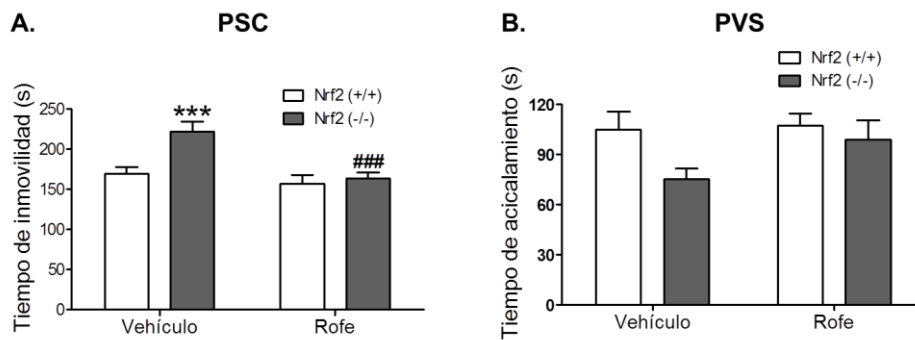 A. PSC
Tiempo de inmovilidad (s)
Nrf2 (+/+)
Nrf2 (-/-)
250
200
150
100
50
0
***
###
Vehículo Rofe
B. PVS
Tiempo de acicalamiento (s)
Nrf2 (+/+)
Nrf2 (-/-)
120
90
60
30
0
Vehículo Rofe